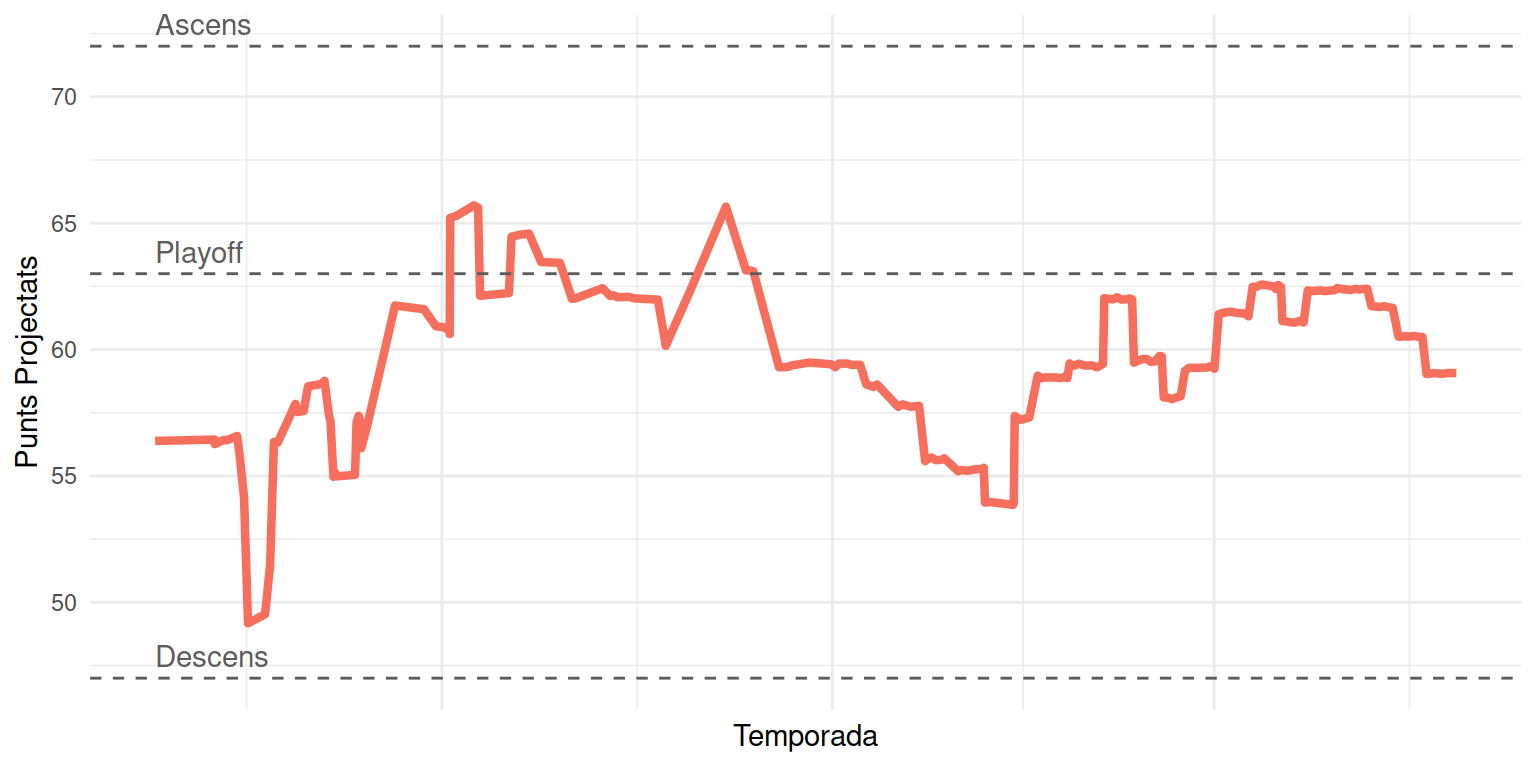 Ascens
70
65
Playoff
60
55
50
Descens
Punts Projectats
Temporada